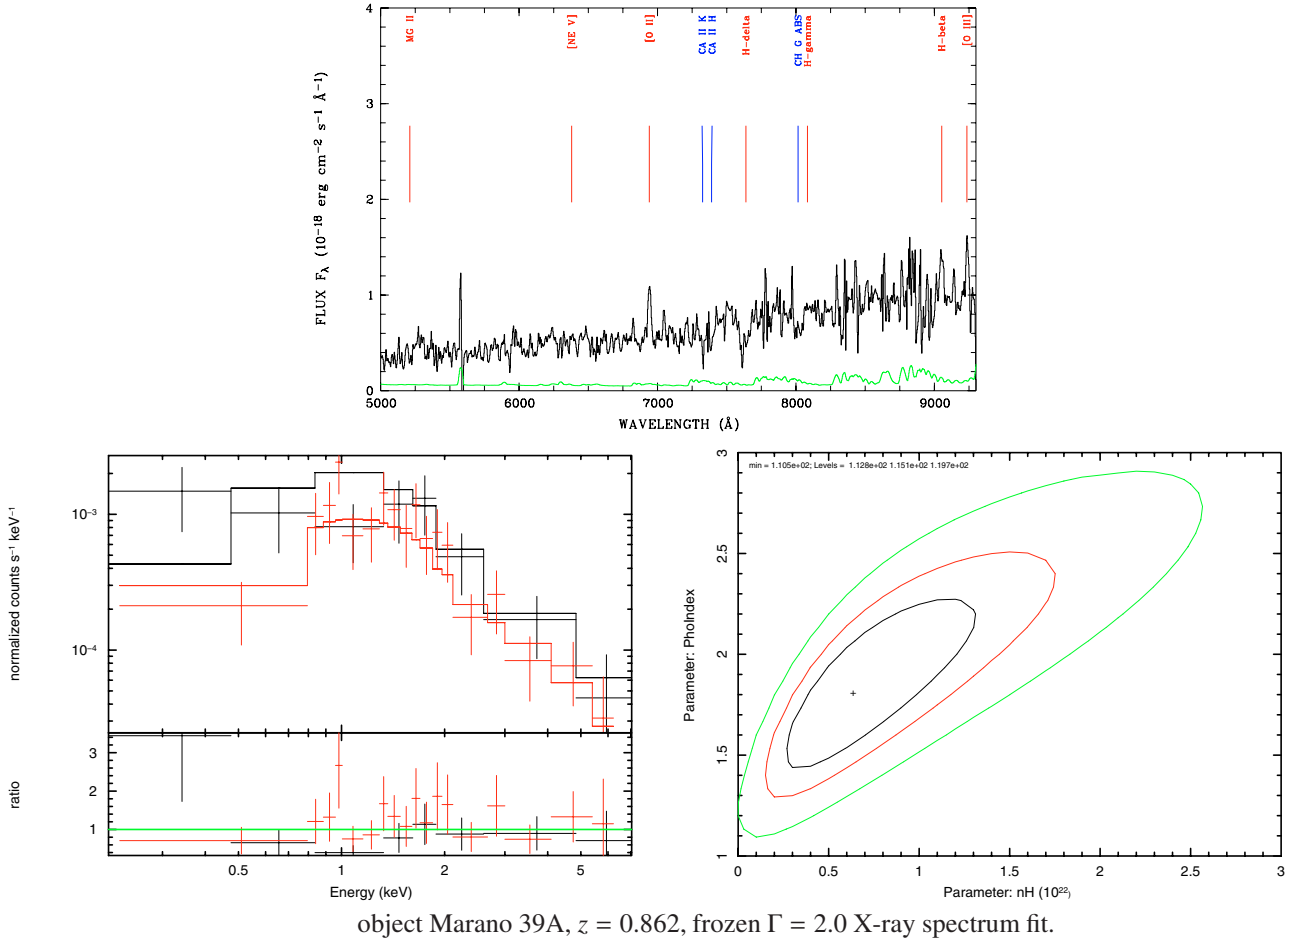 MG II
[NE V]
[O II]
CA II K
CA II H
H-delta
CH G ABS
H-gamma
H-beta
[O III]
4
3
2
1
0
FLUX Fλ (10⁻¹⁸ erg cm⁻² s⁻¹ Å⁻¹)
5000 6000 7000 8000 9000
WAVELENGTH (Å)
normalized counts s⁻¹ keV⁻¹
10⁻³
10⁻⁴
ratio
3
2
1
0.5 1 2 5
Energy (keV)
min = 1.105e+02; Levels = 1.128e+02 1.151e+02 1.197e+02
Parameter: PhoIndex
3
2.5
2
1.5
1
0 0.5 1 1.5 2 2.5 3
Parameter: nH (10²²)
object Marano 39A, z = 0.862, frozen Γ = 2.0 X-ray spectrum fit.